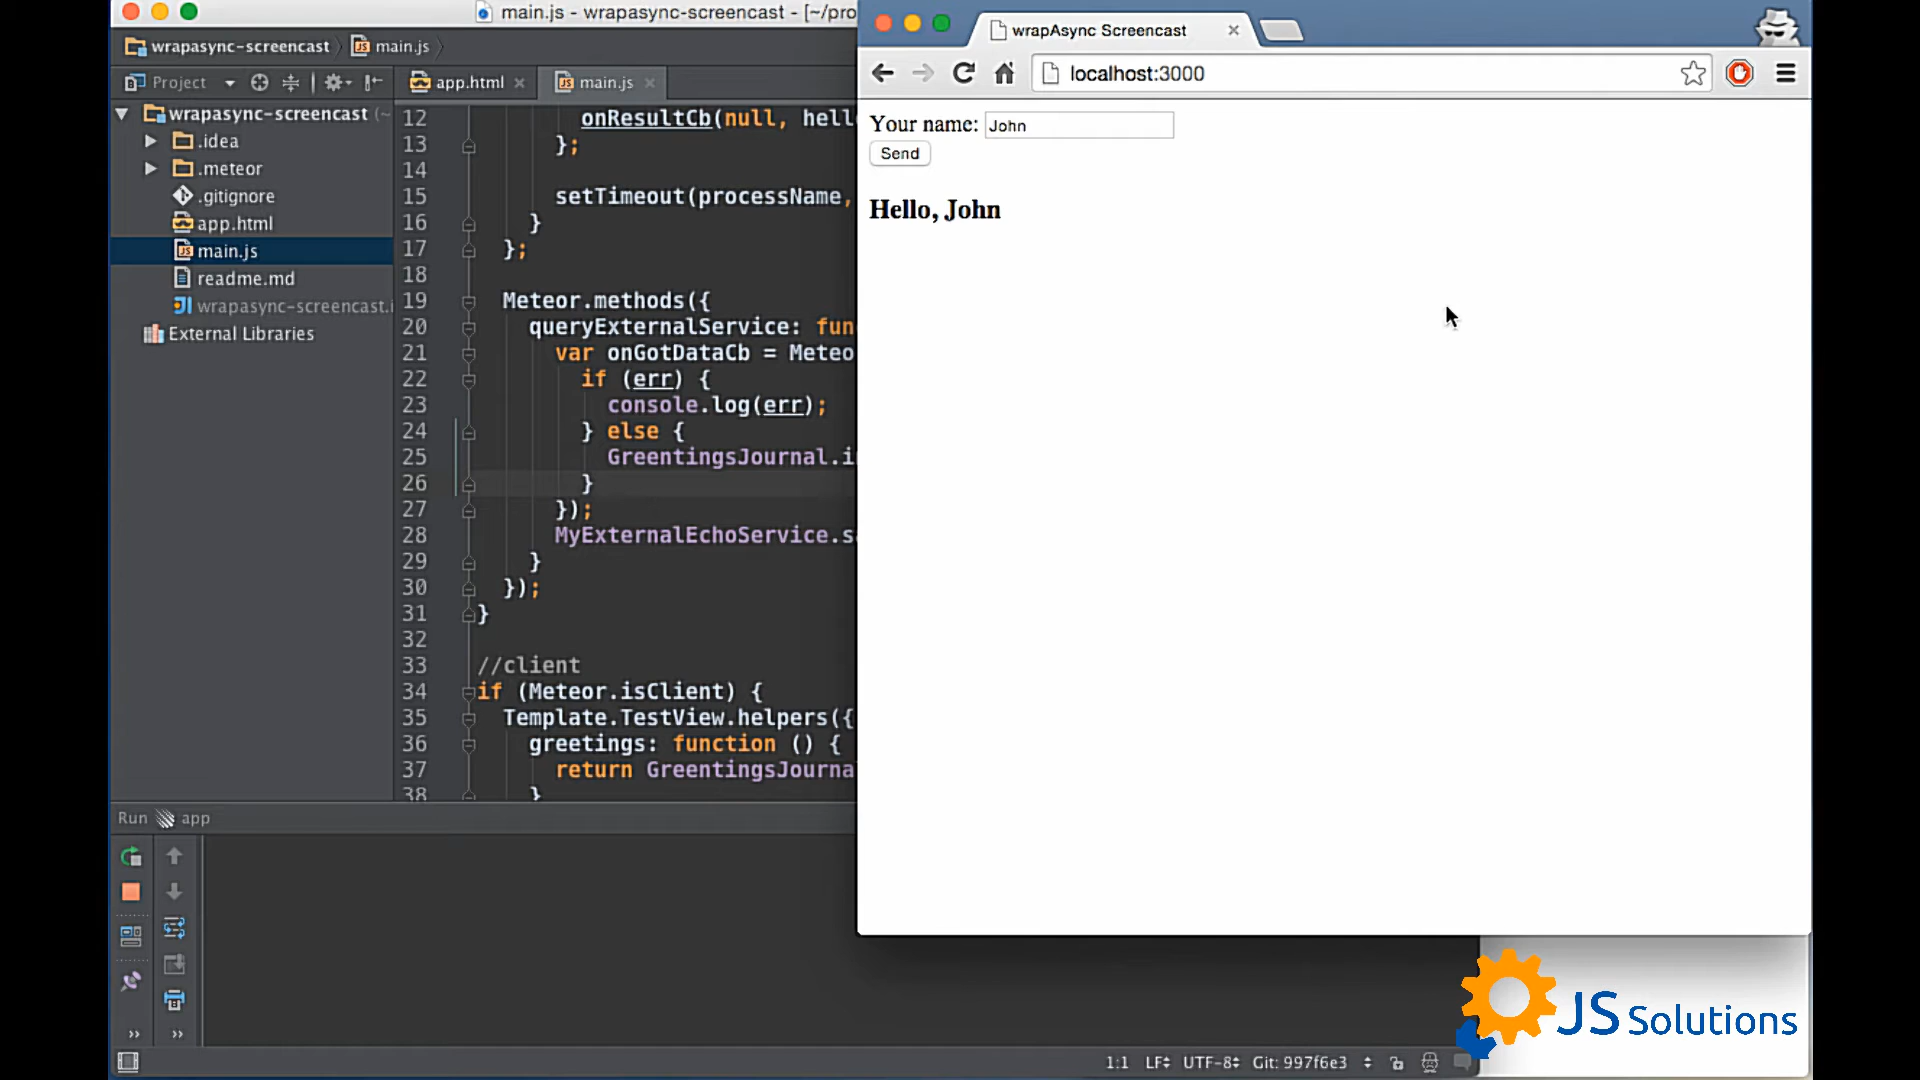 main.js - wrapasync-screencast - [~/pro
wrapasync-screencast
main.js
Project
app.html
main.js
wrapasync-screencast (~
.idea
.meteor
.gitignore
app.html
main.js
readme.md
wrapasync-screencast.i
External Libraries
12 onResultCb(null, hell
13 };
14
15 setTimeout(processName,
16 }
17 };
18
19 Meteor.methods({
20 queryExternalService: fun
21 var onGotDataCb = Meteo
22 if (err) {
23 console.log(err);
24 } else {
25 GreentingsJournal.in
26 }
27 });
28 MyExternalEchoService.sa
29 }
30 });
31 }
32
33 //client
34 if (Meteor.isClient) {
35 Template.TestView.helpers({
36 greetings: function () {
37 return GreentingsJourna
38 }
Run app
1:1 LF UTF-8 Git: 997f6e3
wrapAsync Screencast
localhost:3000
Your name: John
Send
Hello, John
JS Solutions